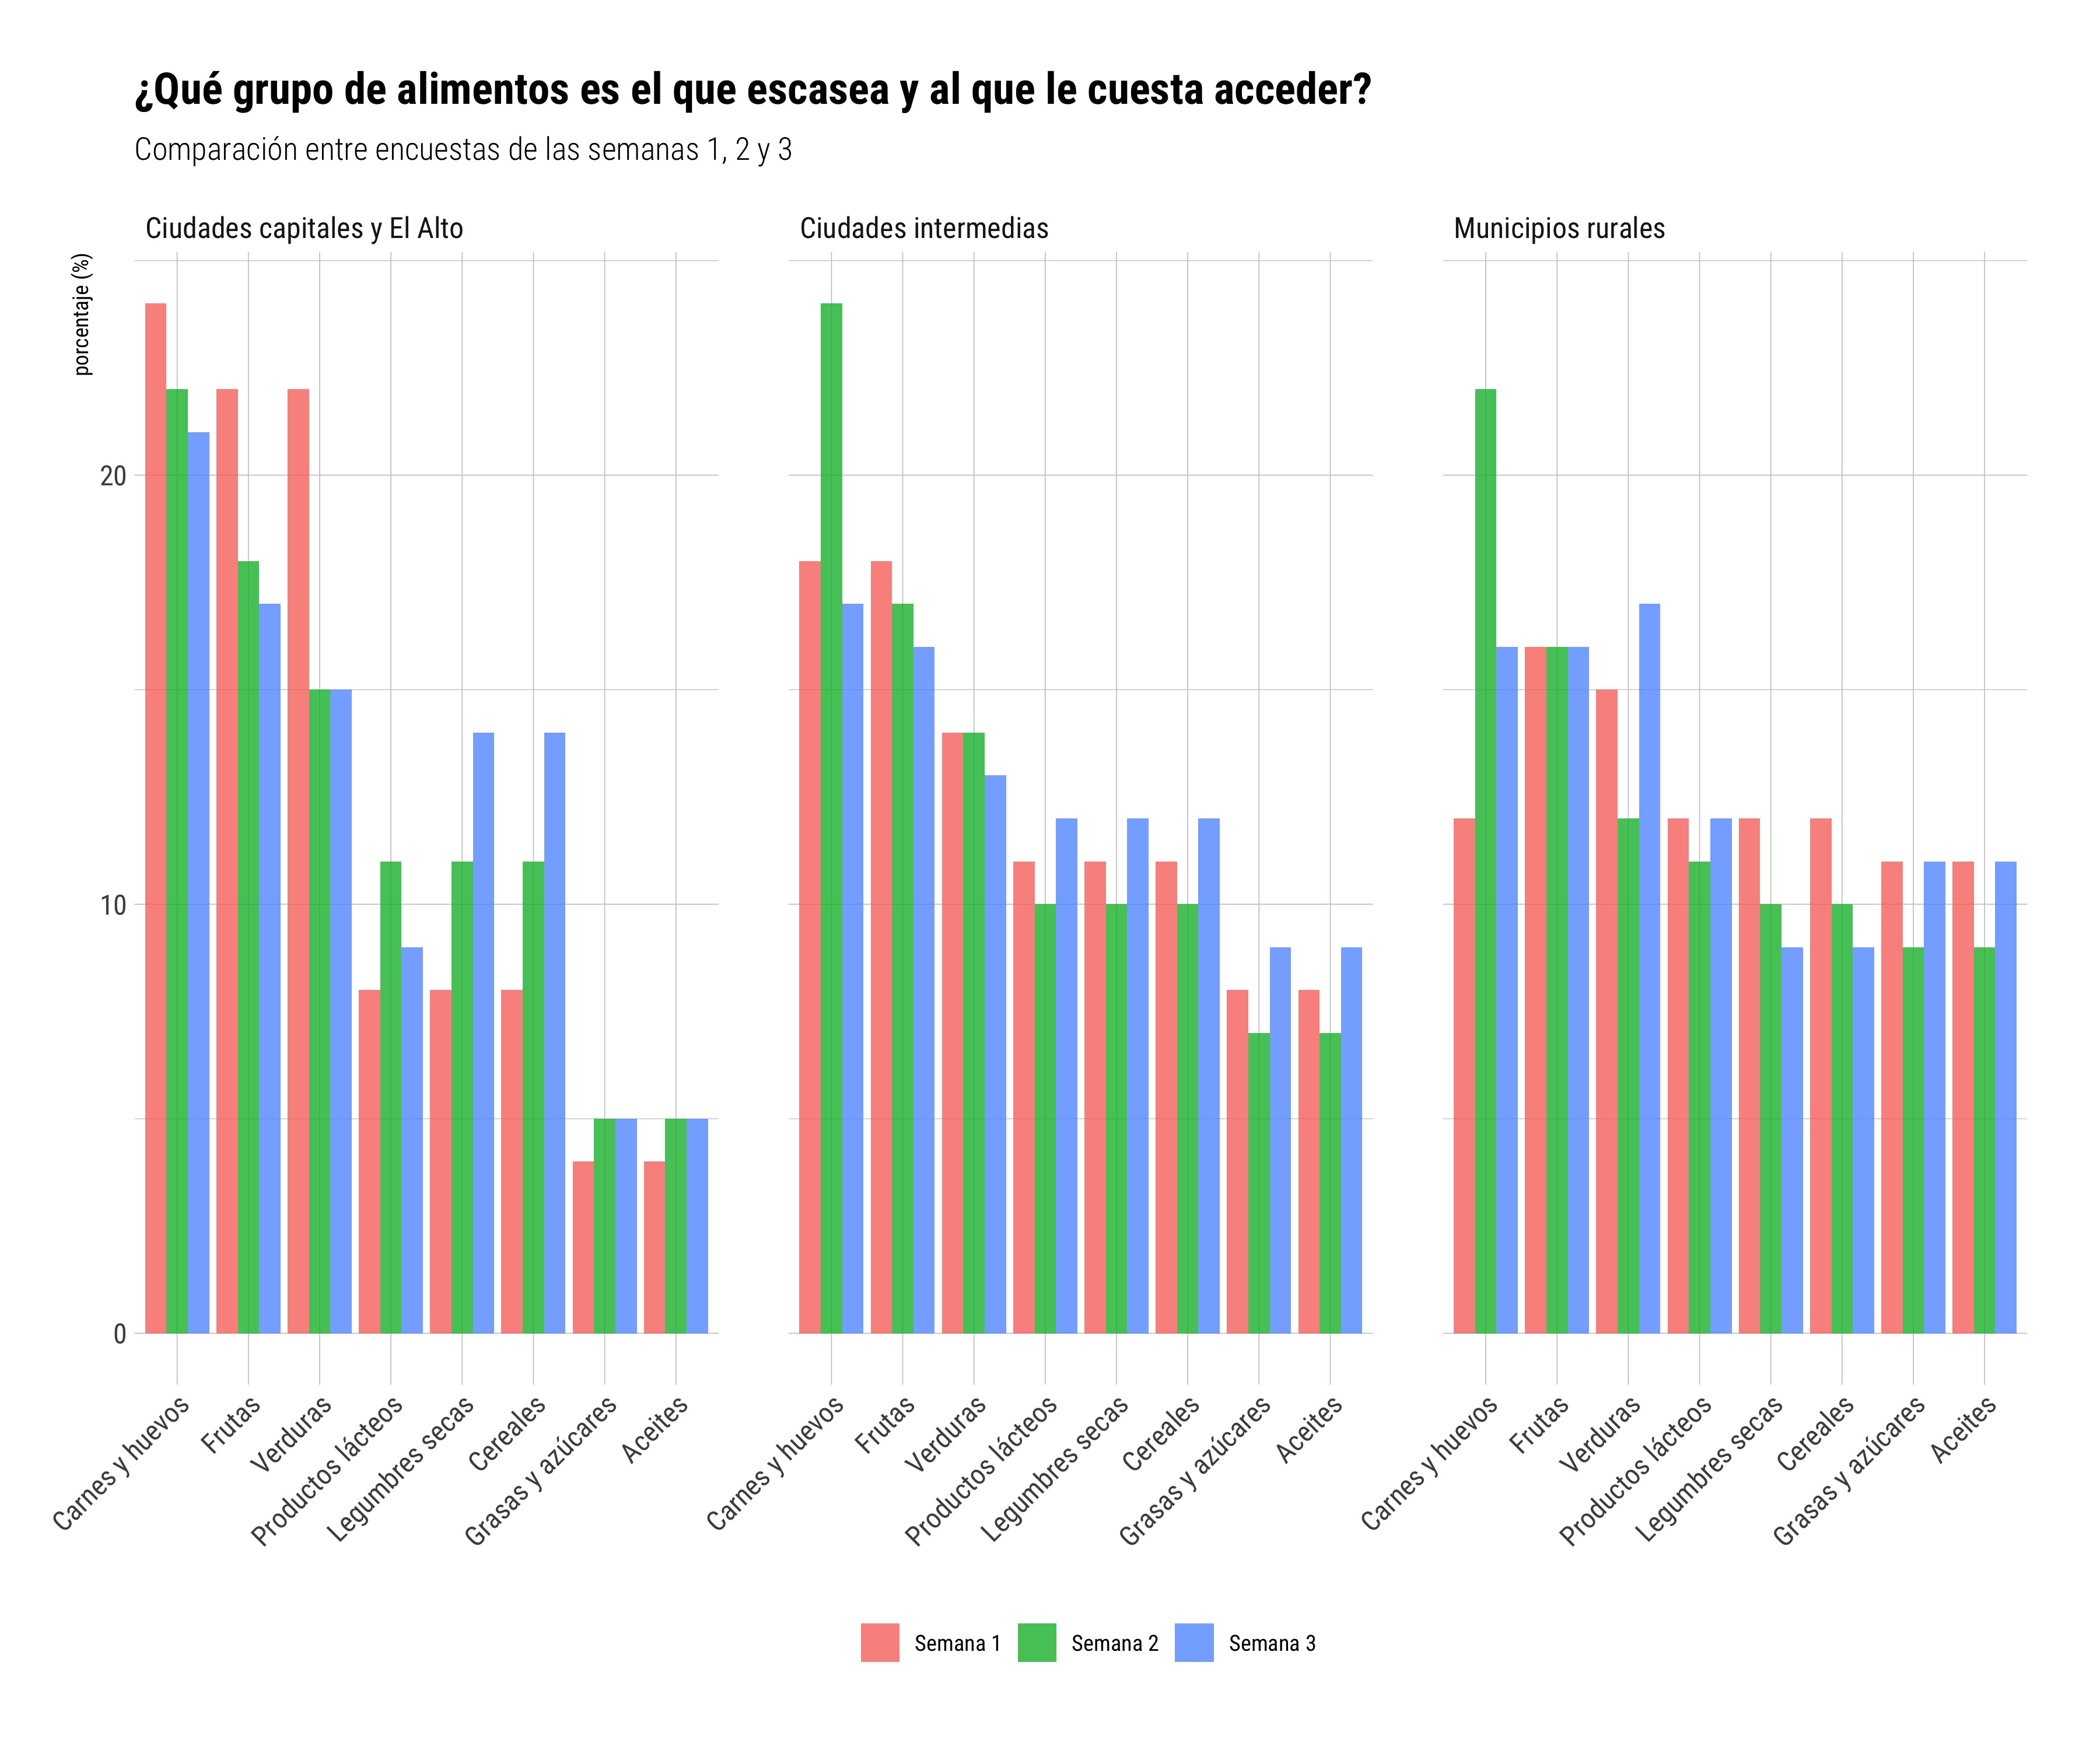 ¿Qué grupo de alimentos es el que escasea y al que le cuesta acceder?
Comparación entre encuestas de las semanas 1, 2 y 3
Ciudades capitales y El Alto
Ciudades intermedias
Municipios rurales
porcentaje (%)
20
10
0
Carnes y huevos
Frutas
Verduras
Productos lácteos
Legumbres secas
Cereales
Grasas y azúcares
Aceites
Carnes y huevos
Frutas
Verduras
Productos lácteos
Legumbres secas
Cereales
Grasas y azúcares
Aceites
Carnes y huevos
Frutas
Verduras
Productos lácteos
Legumbres secas
Cereales
Grasas y azúcares
Aceites
Semana 1
Semana 2
Semana 3